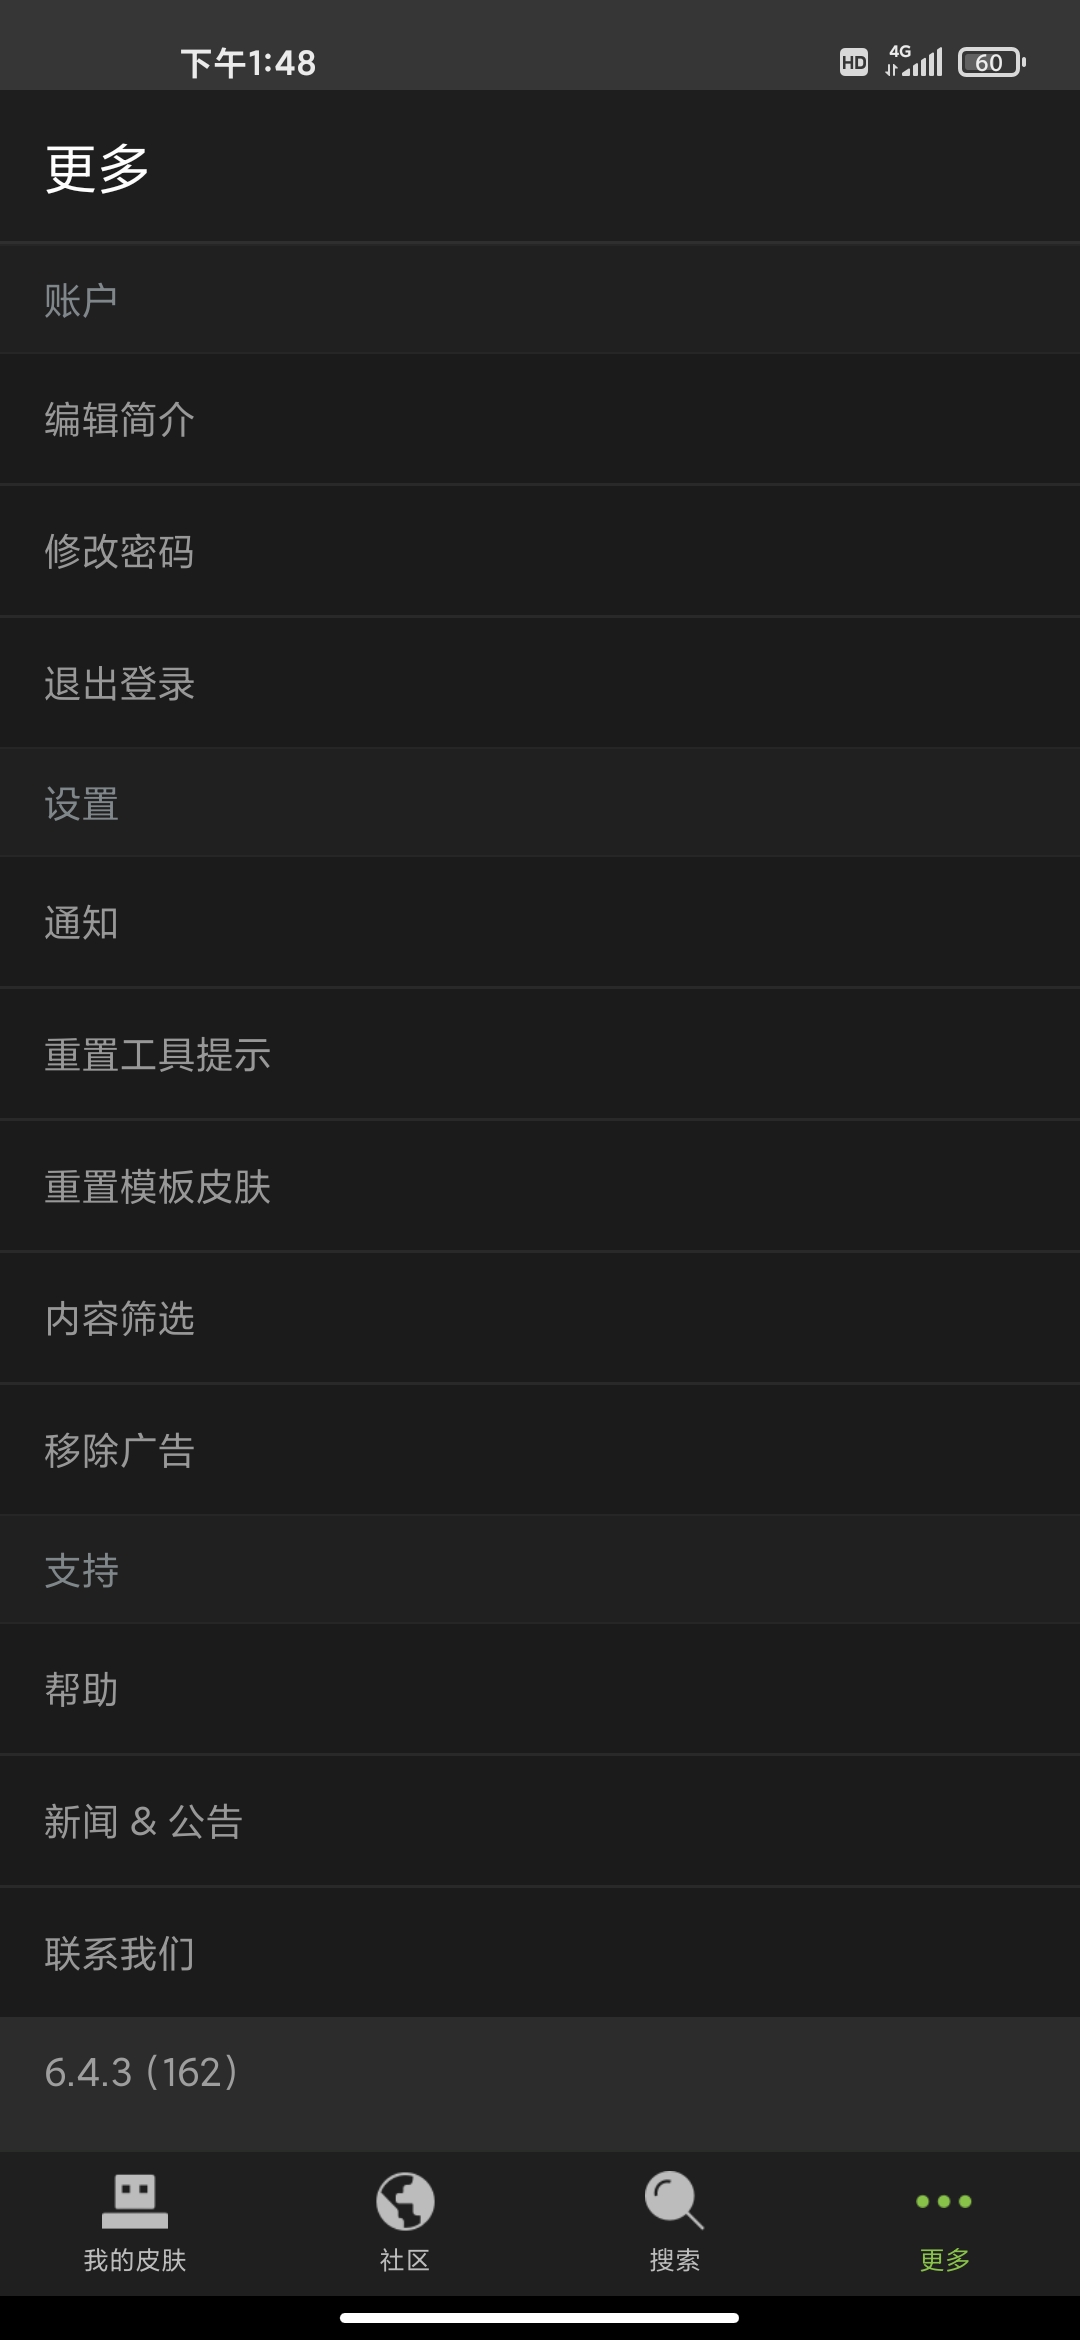 下午1:48
HD 4G 60
更多
账户
编辑简介
修改密码
退出登录
设置
通知
重置工具提示
重置模板皮肤
内容筛选
移除广告
支持
帮助
新闻 & 公告
联系我们
6.4.3 (162)
我的皮肤 社区 搜索 更多